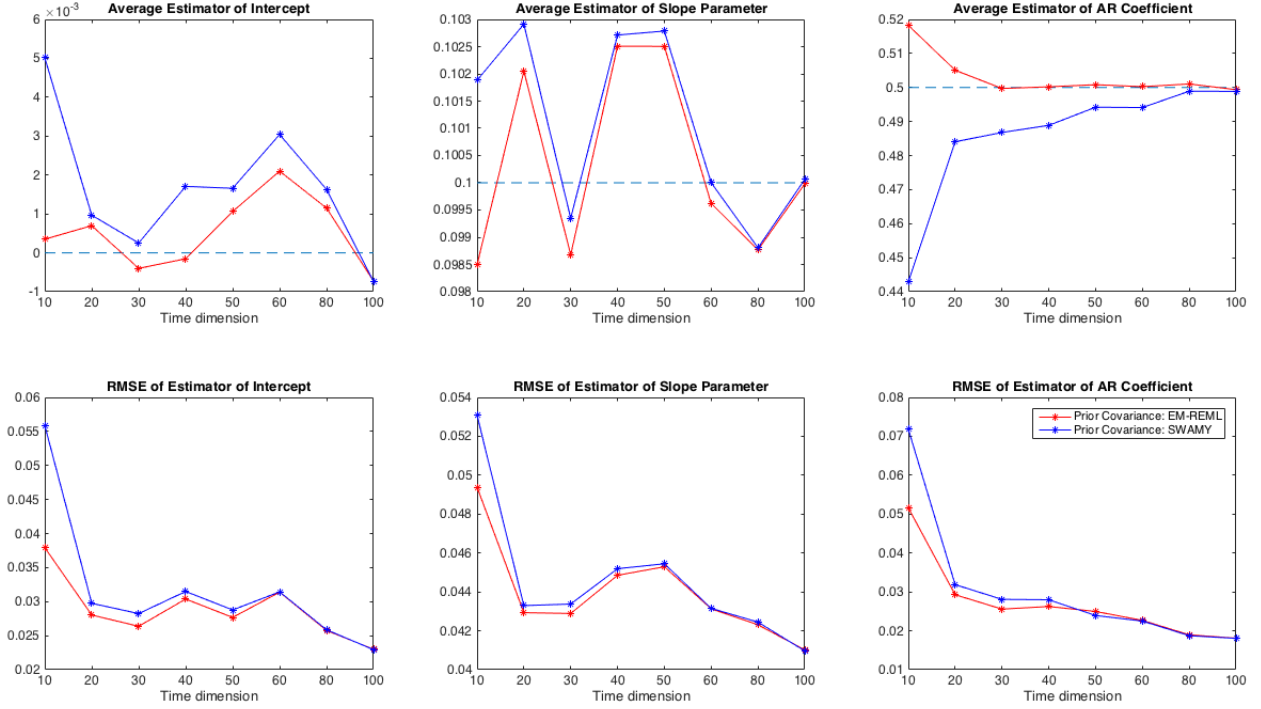 Average Estimator of Intercept
6 × 10⁻³
5
4
3
2
1
0
-1
10 20 30 40 50 60 80 100
Time dimension
Average Estimator of Slope Parameter
0.103
0.1025
0.102
0.1015
0.101
0.1005
0.1
0.0995
0.099
0.0985
0.098
10 20 30 40 50 60 80 100
Time dimension
Average Estimator of AR Coefficient
0.52
0.51
0.5
0.49
0.48
0.47
0.46
0.45
0.44
10 20 30 40 50 60 80 100
Time dimension
RMSE of Estimator of Intercept
0.06
0.055
0.05
0.045
0.04
0.035
0.03
0.025
0.02
10 20 30 40 50 60 80 100
Time dimension
RMSE of Estimator of Slope Parameter
0.054
0.052
0.05
0.048
0.046
0.044
0.042
0.04
10 20 30 40 50 60 80 100
Time dimension
RMSE of Estimator of AR Coefficient
0.08
0.07
0.06
0.05
0.04
0.03
0.02
0.01
10 20 30 40 50 60 80 100
Time dimension
Prior Covariance: EM-REML
Prior Covariance: SWAMY